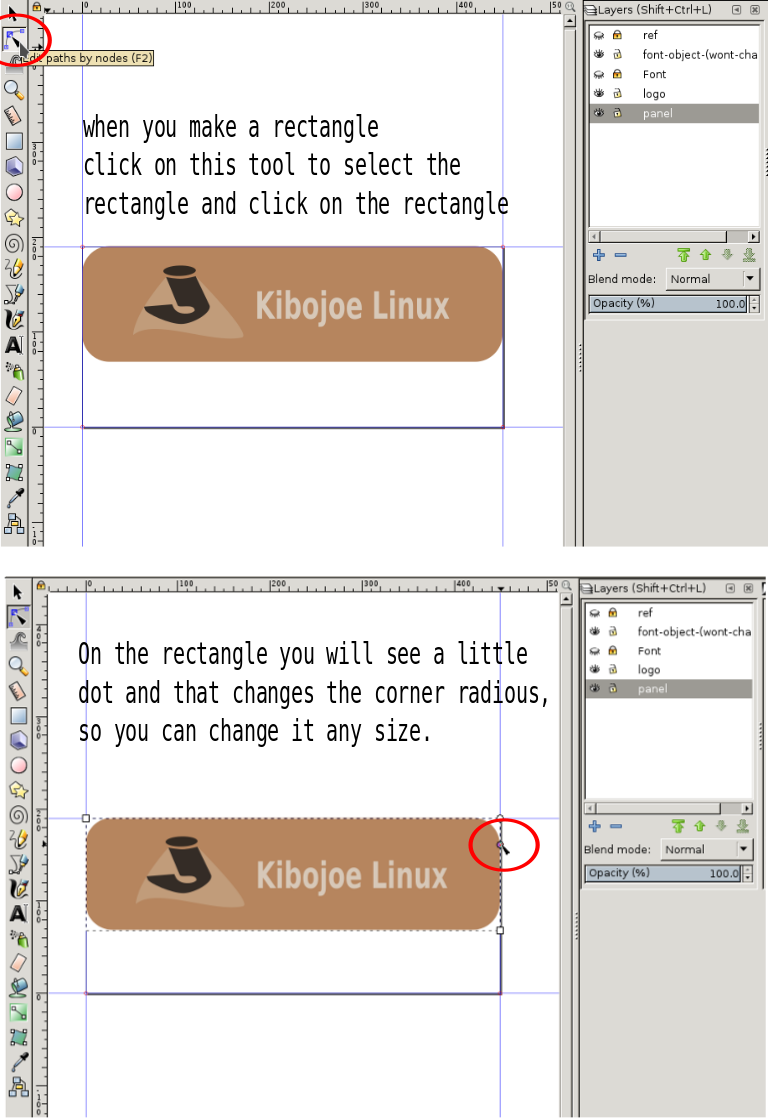 0 100 200 300 400 50
Layers (Shift+Ctrl+L)
ref
dit paths by nodes (F2)
font-object-(wont-cha
Font
logo
panel
when you make a rectangle
click on this tool to select the
rectangle and click on the rectangle
Blend mode: Normal
Opacity (%) 100.0
Kibojoe Linux
0 100 200 300 400 50
Layers (Shift+Ctrl+L)
ref
font-object-(wont-cha
Font
logo
panel
On the rectangle you will see a little
dot and that changes the corner radious,
so you can change it any size.
Blend mode: Normal
Opacity (%) 100.0
Kibojoe Linux